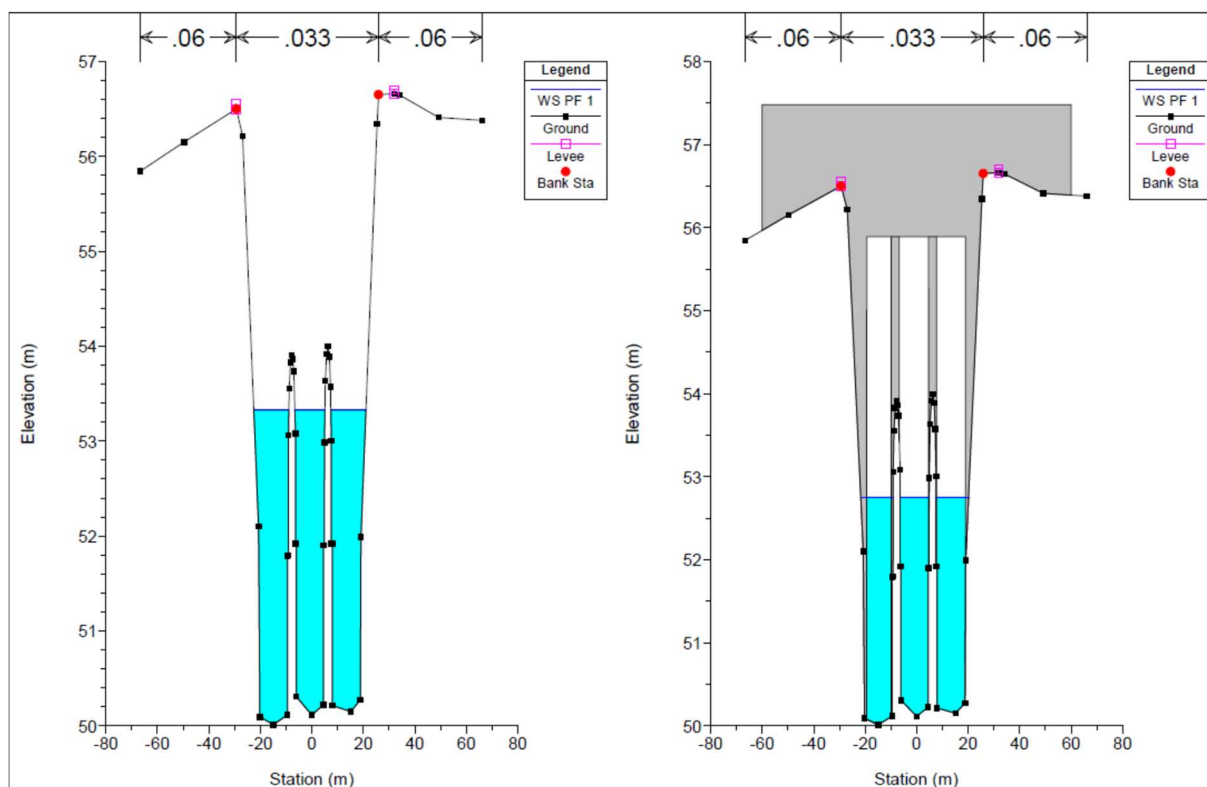 .06 .033 .06
57
56
55
54
53
52
51
50
Elevation (m)
-80 -60 -40 -20 0 20 40 60 80
Station (m)
Legend
WS PF 1
Ground
Levee
Bank Sta
.06 .033 .06
58
57
56
55
54
53
52
51
50
Elevation (m)
-80 -60 -40 -20 0 20 40 60 80
Station (m)
Legend
WS PF 1
Ground
Levee
Bank Sta